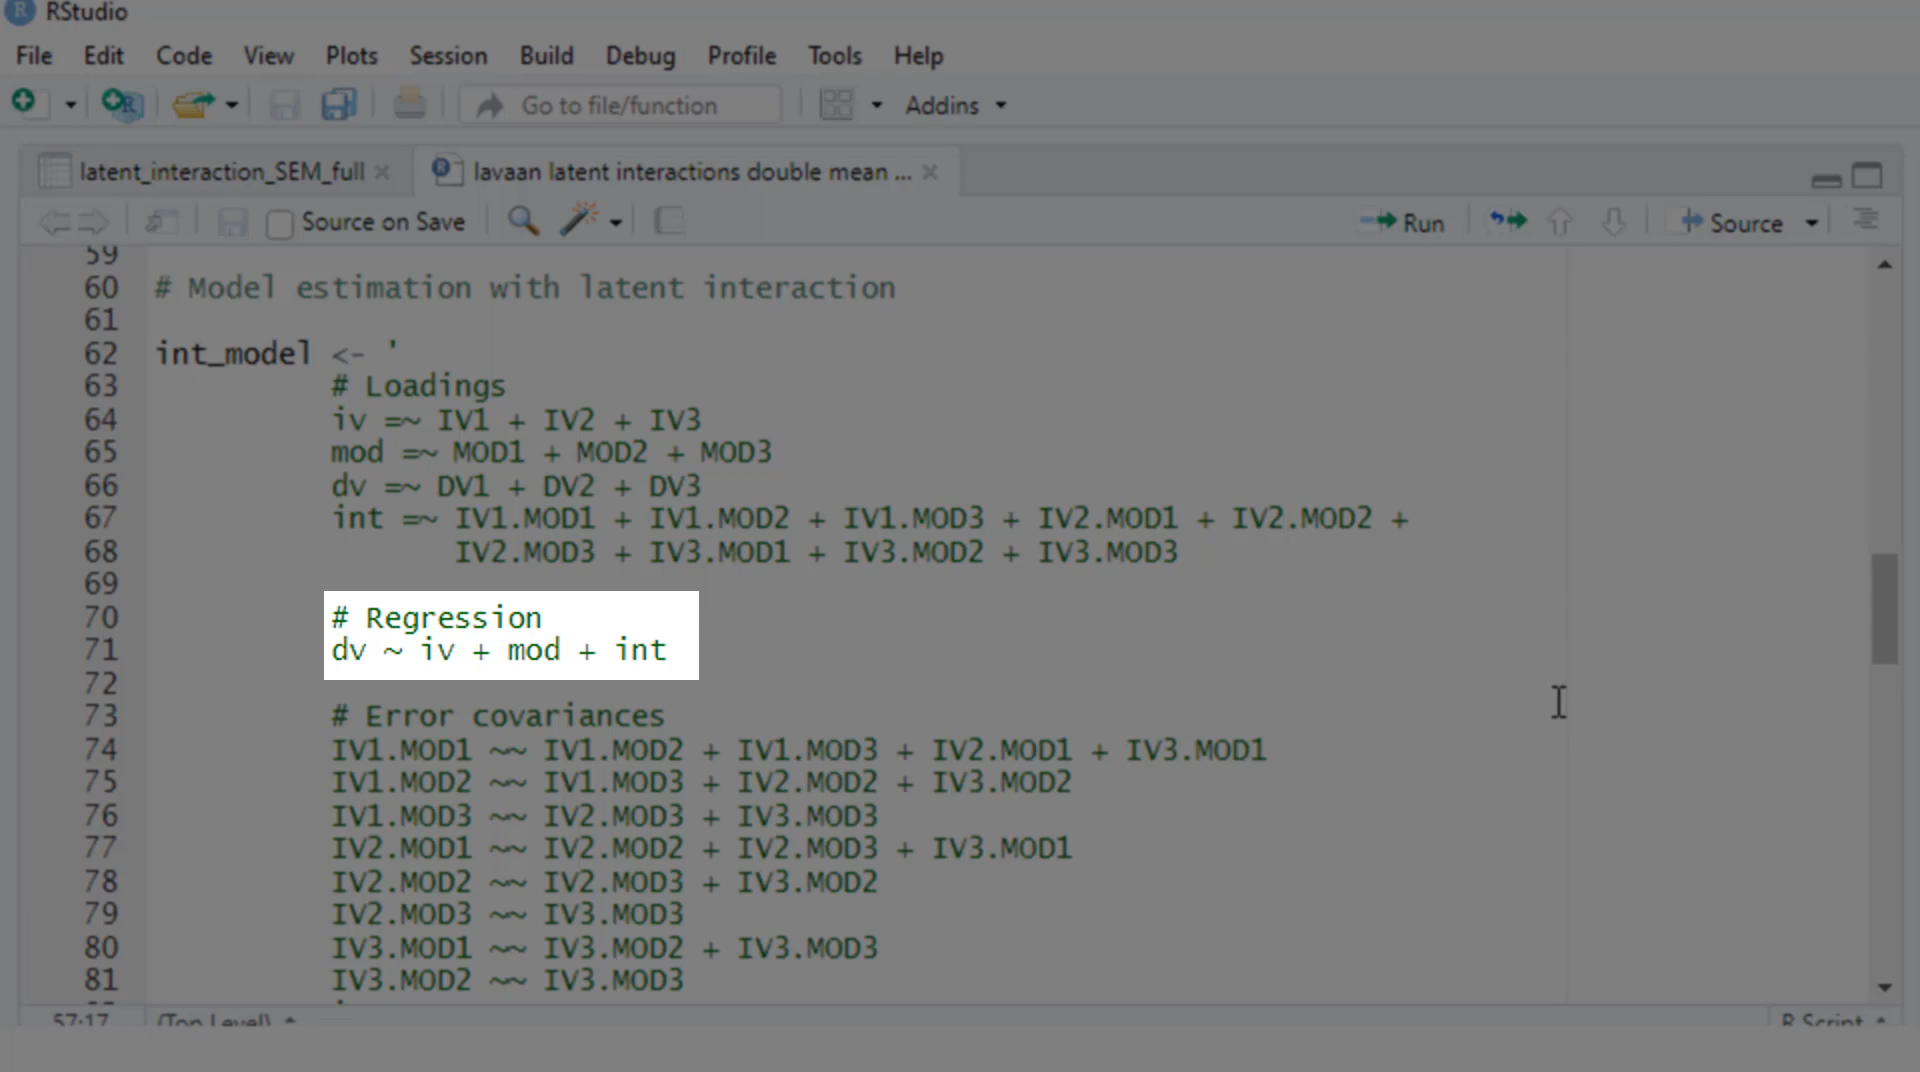 RStudio
File Edit Code View Plots Session Build Debug Profile Tools Help
Go to file/function Addins
latent_interaction_SEM_full lavaan latent interactions double mean ...
Source on Save Run Source
59
60 # Model estimation with latent interaction
61
62 int_model <- '
63 # Loadings
64 iv =~ IV1 + IV2 + IV3
65 mod =~ MOD1 + MOD2 + MOD3
66 dv =~ DV1 + DV2 + DV3
67 int =~ IV1.MOD1 + IV1.MOD2 + IV1.MOD3 + IV2.MOD1 + IV2.MOD2 +
68 IV2.MOD3 + IV3.MOD1 + IV3.MOD2 + IV3.MOD3
69
70 # Regression
71 dv ~ iv + mod + int
72
73 # Error covariances
74 IV1.MOD1 ~~ IV1.MOD2 + IV1.MOD3 + IV2.MOD1 + IV3.MOD1
75 IV1.MOD2 ~~ IV1.MOD3 + IV2.MOD2 + IV3.MOD2
76 IV1.MOD3 ~~ IV2.MOD3 + IV3.MOD3
77 IV2.MOD1 ~~ IV2.MOD2 + IV2.MOD3 + IV3.MOD1
78 IV2.MOD2 ~~ IV2.MOD3 + IV3.MOD2
79 IV2.MOD3 ~~ IV3.MOD3
80 IV3.MOD1 ~~ IV3.MOD2 + IV3.MOD3
81 IV3.MOD2 ~~ IV3.MOD3
57:17 (Top Level) R Script